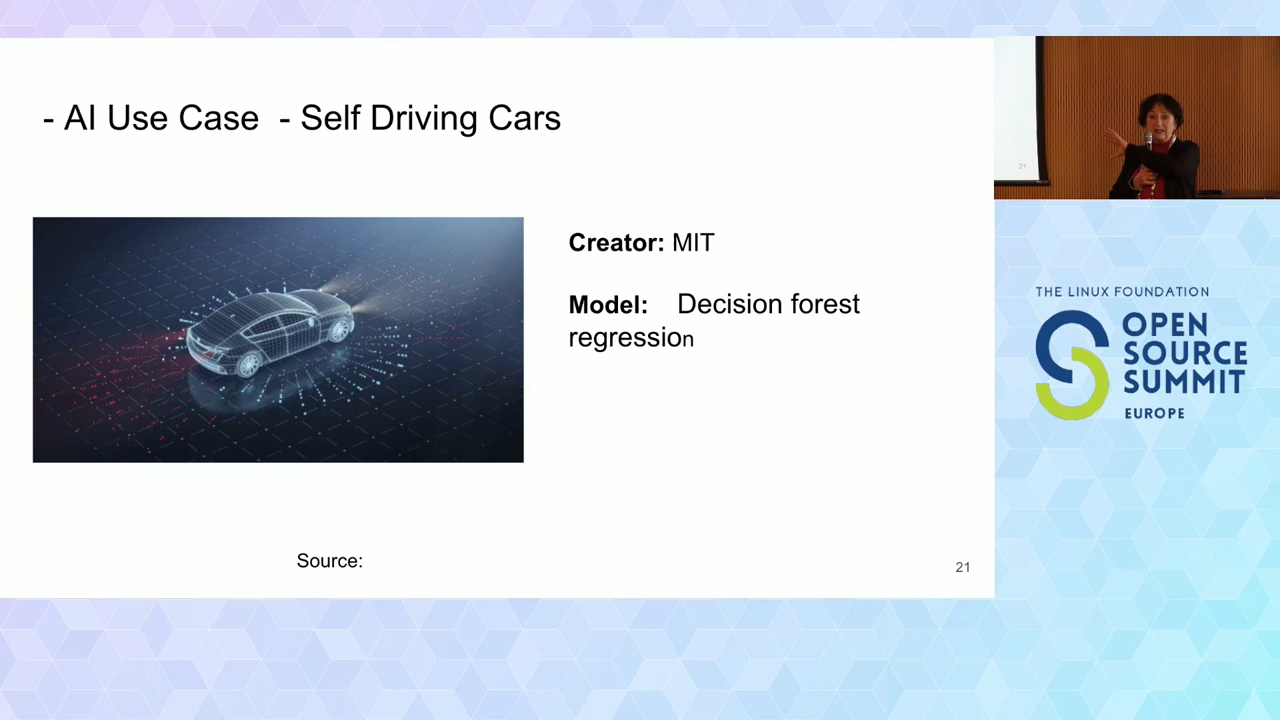 - AI Use Case - Self Driving Cars
Creator: MIT
Model: Decision forest
regression
Source:
21
21
THE LINUX FOUNDATION
OPEN
SOURCE
SUMMIT
EUROPE